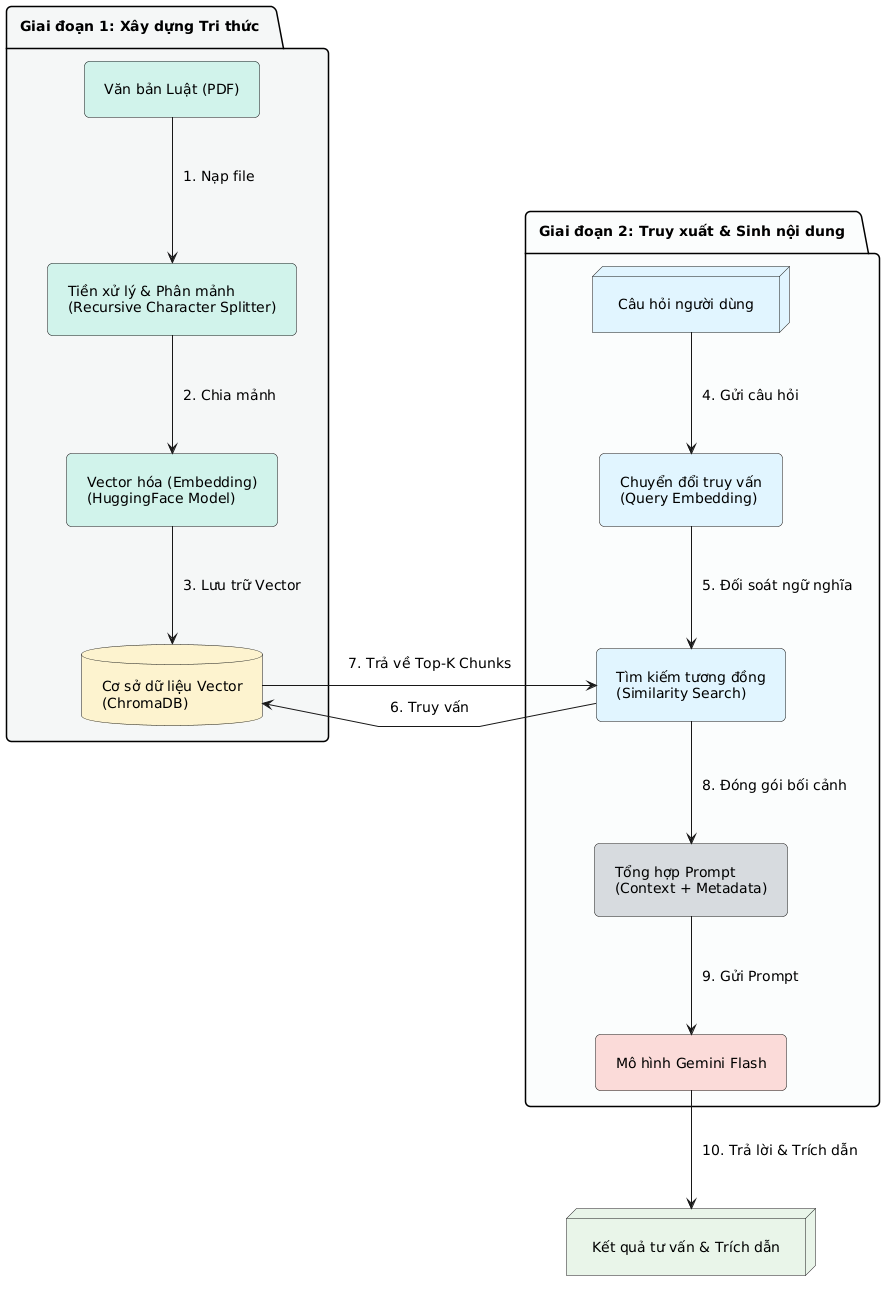 Giai đoạn 1: Xây dựng Tri thức
Văn bản Luật (PDF)
1. Nạp file
Tiền xử lý & Phân mảnh
(Recursive Character Splitter)
2. Chia mảnh
Vector hóa (Embedding)
(HuggingFace Model)
3. Lưu trữ Vector
Cơ sở dữ liệu Vector
(ChromaDB)
Giai đoạn 2: Truy xuất & Sinh nội dung
Câu hỏi người dùng
4. Gửi câu hỏi
Chuyển đổi truy vấn
(Query Embedding)
5. Đối soát ngữ nghĩa
Tìm kiếm tương đồng
(Similarity Search)
6. Truy vấn
7. Trả về Top-K Chunks
8. Đóng gói bối cảnh
Tổng hợp Prompt
(Context + Metadata)
9. Gửi Prompt
Mô hình Gemini Flash
10. Trả lời & Trích dẫn
Kết quả tư vấn & Trích dẫn